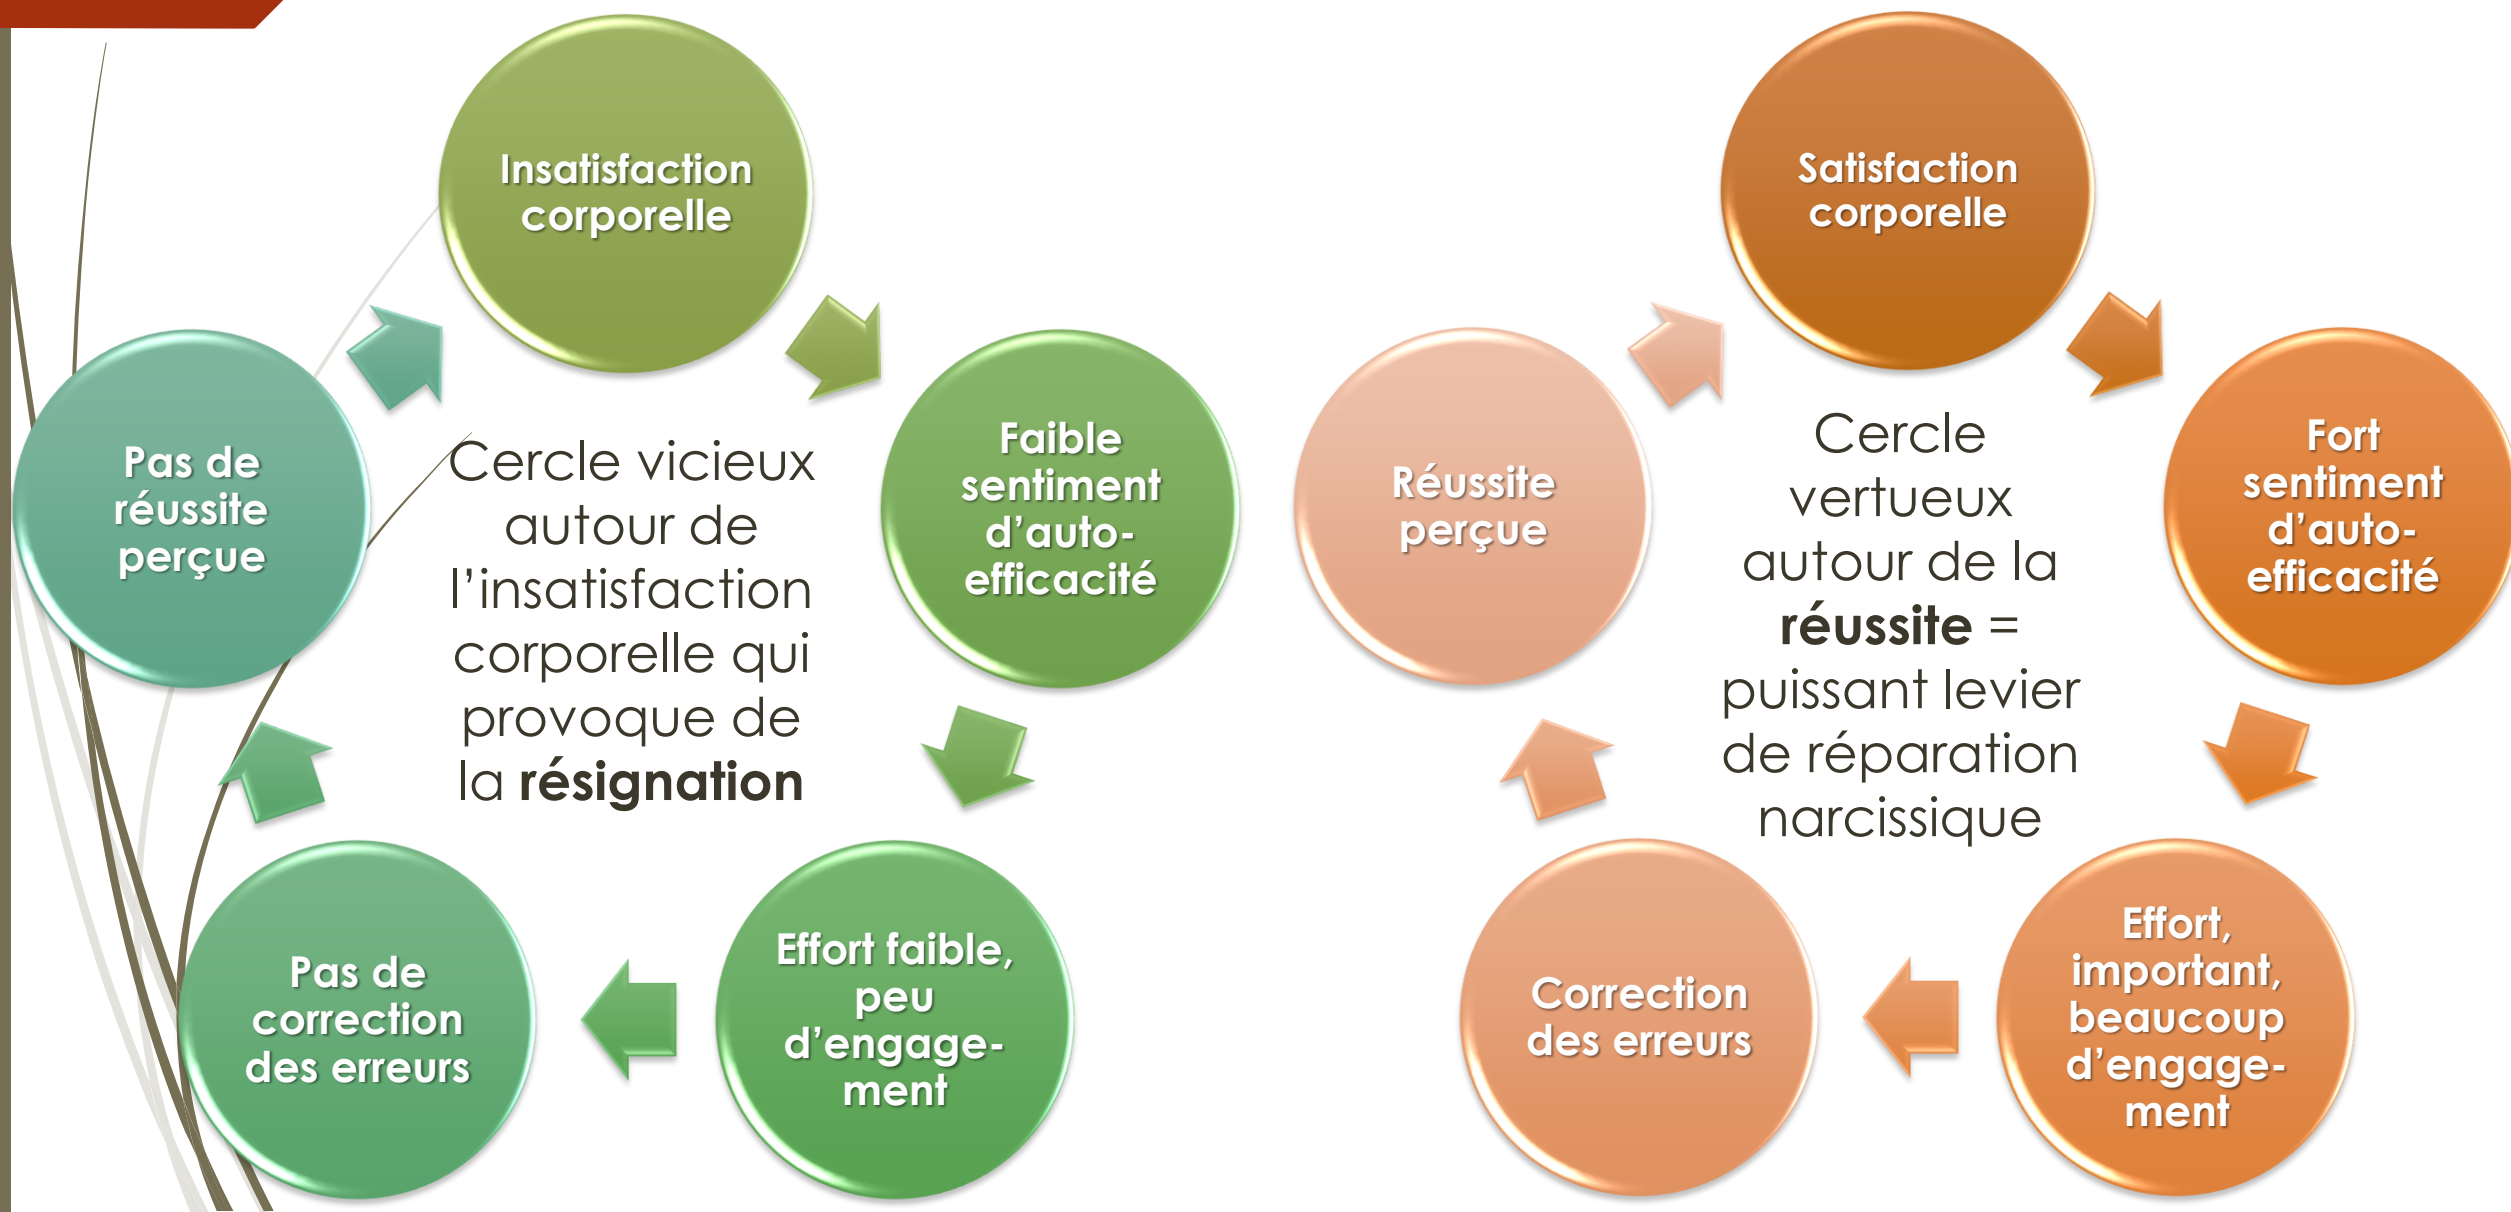 Insatisfaction
corporelle
Faible
sentiment
d’auto-
efficacité
Effort faible,
peu
d’engage-
ment
Pas de
correction
des erreurs
Pas de
réussite
perçue
Cercle vicieux
autour de
l’insatisfaction
corporelle qui
provoque de
la résignation
Satisfaction
corporelle
Fort
sentiment
d’auto-
efficacité
Effort,
important,
beaucoup
d’engage-
ment
Correction
des erreurs
Réussite
perçue
Cercle
vertueux
autour de la
réussite =
puissant levier
de réparation
narcissique